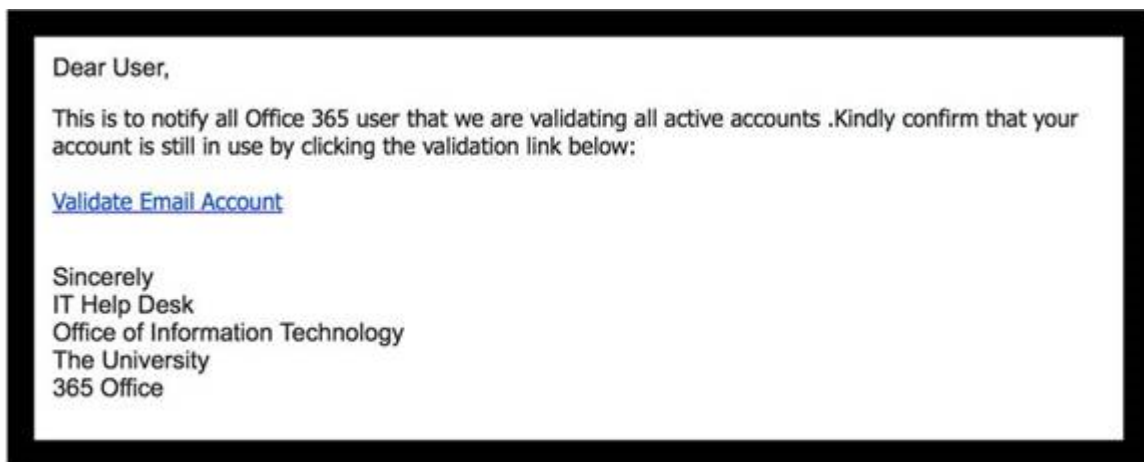 Dear User,
This is to notify all Office 365 user that we are validating all active accounts .Kindly confirm that your
account is still in use by clicking the validation link below:
Validate Email Account
Sincerely
IT Help Desk
Office of Information Technology
The University
365 Office